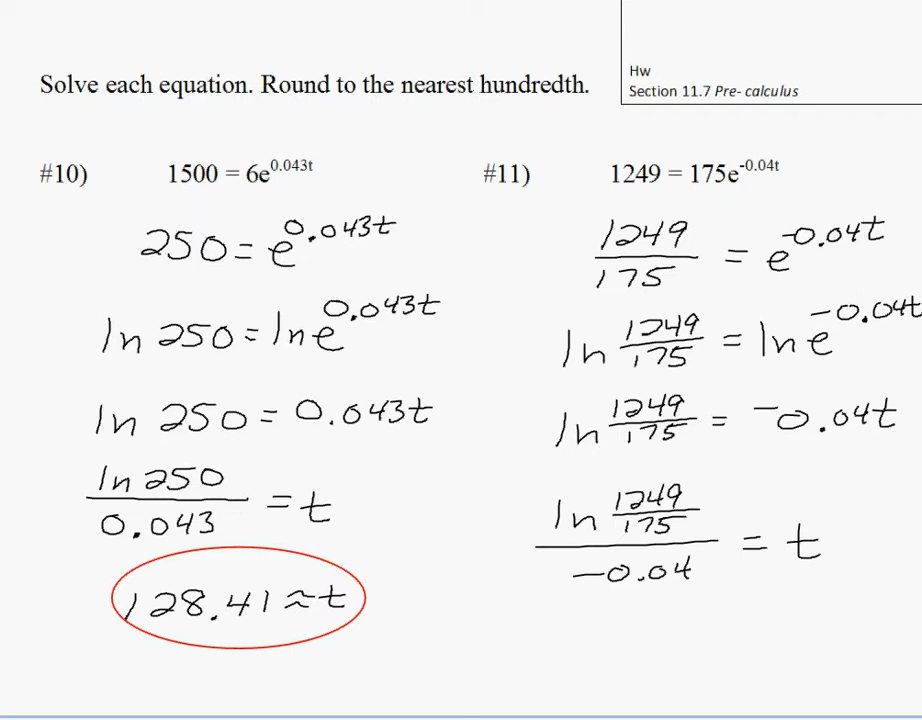 Hw
Section 11.7 Pre- calculus
Solve each equation. Round to the nearest hundredth.
#10) 1500 = 6e^0.043t
250 = e^0.043t
ln 250 = ln e^0.043t
ln 250 = 0.043t
ln 250 / 0.043 = t
128.41 ≈ t
#11) 1249 = 175e^-0.04t
1249/175 = e^-0.04t
ln 1249/175 = ln e^-0.04t
ln 1249/175 = -0.04t
ln 1249/175 / -0.04 = t